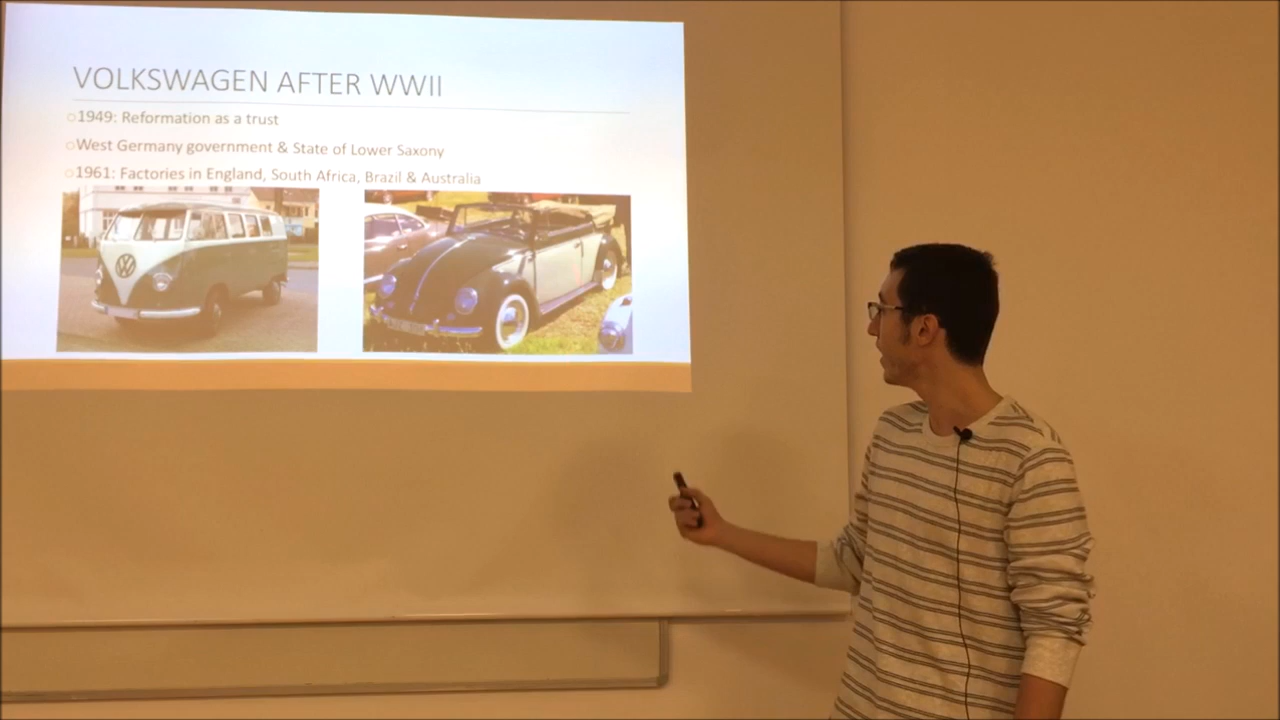 VOLKSWAGEN AFTER WWII
1949: Reformation as a trust
West Germany government & State of Lower Saxony
1961: Factories in England, South Africa, Brazil & Australia
VW